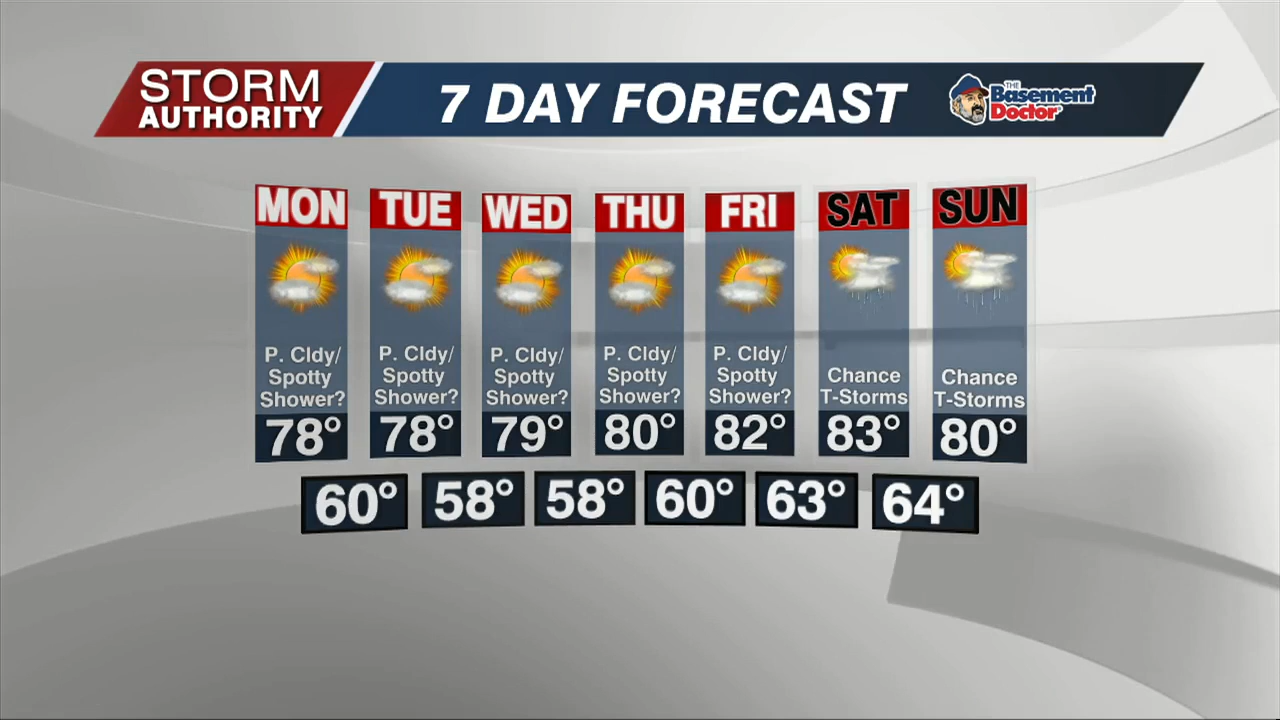 STORM
AUTHORITY
7 DAY FORECAST
THE
Basement
Doctor
MON
TUE
WED
THU
FRI
SAT
SUN
P. Cldy/
Spotty
Shower?
P. Cldy/
Spotty
Shower?
P. Cldy/
Spotty
Shower?
P. Cldy/
Spotty
Shower?
P. Cldy/
Spotty
Shower?
Chance
T-Storms
Chance
T-Storms
78°
78°
79°
80°
82°
83°
80°
60°
58°
58°
60°
63°
64°